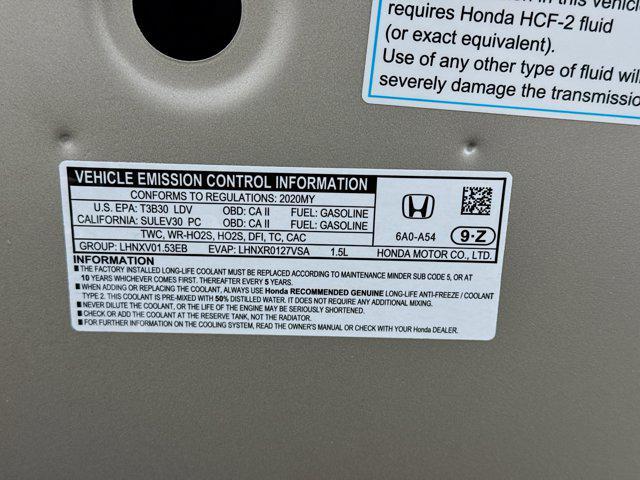 in this vehicle
requires Honda HCF-2 fluid
(or exact equivalent).
Use of any other type of fluid will
severely damage the transmission
VEHICLE EMISSION CONTROL INFORMATION
CONFORMS TO REGULATIONS: 2020MY
U.S. EPA: T3B30 LDV OBD: CA II FUEL: GASOLINE
CALIFORNIA: SULEV30 PC OBD: CA II FUEL: GASOLINE
TWC, WR-HO2S, HO2S, DFI, TC, CAC
GROUP: LHNXV01.53EB EVAP: LHNXR0127VSA 1.5L
6A0-A54
9-Z
HONDA MOTOR CO., LTD.
INFORMATION
■ THE FACTORY INSTALLED LONG-LIFE COOLANT MUST BE REPLACED ACCORDING TO MAINTENANCE MINDER SUB CODE 5, OR AT
10 YEARS WHICHEVER COMES FIRST. THEREAFTER EVERY 5 YEARS.
■ WHEN ADDING OR REPLACING THE COOLANT, ALWAYS USE Honda RECOMMENDED GENUINE LONG-LIFE ANTI-FREEZE / COOLANT
TYPE 2. THIS COOLANT IS PRE-MIXED WITH 50% DISTILLED WATER. IT DOES NOT REQUIRE ANY ADDITIONAL MIXING.
■ NEVER DILUTE THE COOLANT, OR THE LIFE OF THE ENGINE MAY BE SERIOUSLY SHORTENED.
■ CHECK OR ADD THE COOLANT AT THE RESERVE TANK, NOT THE RADIATOR.
■ FOR FURTHER INFORMATION ON THE COOLING SYSTEM, READ THE OWNER'S MANUAL OR CHECK WITH YOUR Honda DEALER.